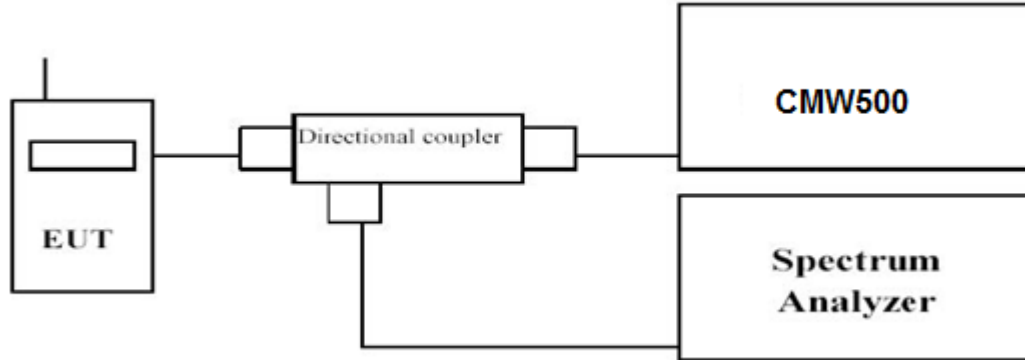 CMW500
Directional coupler
EUT
Spectrum
Analyzer